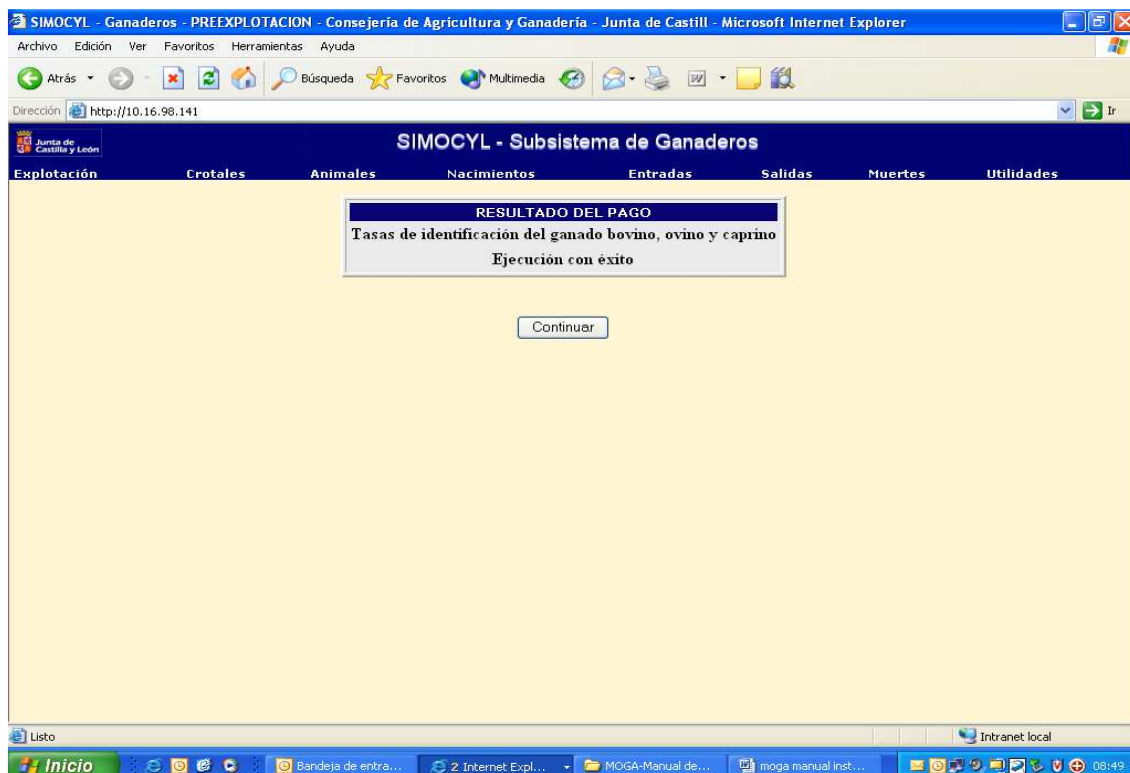 SIMOCYL - Ganaderos - PREEXPLOTACION - Consejería de Agricultura y Ganadería - Junta de Castill - Microsoft Internet Explorer
Archivo Edición Ver Favoritos Herramientas Ayuda
Atrás Búsqueda Favoritos Multimedia
Dirección http://10.16.98.141 Ir
Junta de
Castilla y León
SIMOCYL - Subsistema de Ganaderos
Explotación Crotales Animales Nacimientos Entradas Salidas Muertes Utilidades
RESULTADO DEL PAGO
Tasas de identificación del ganado bovino, ovino y caprino
Ejecución con éxito
Continuar
Listo Intranet local
Inicio Bandeja de entra... 2 Internet Expl... MOGA-Manual de... moga manual inst... 08:49